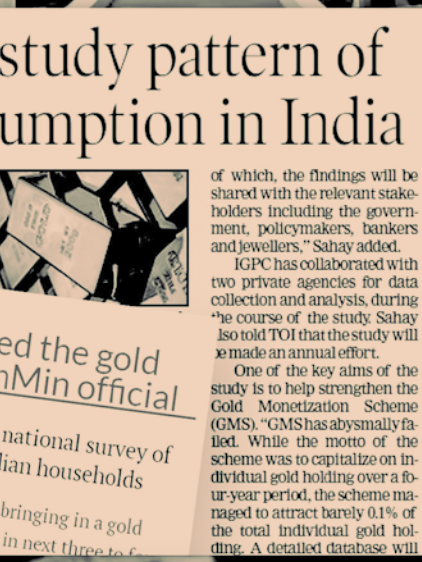 study pattern of
umption in India
of which, the findings will be
shared with the relevant stake-
holders including the govern-
ment, policymakers, bankers
and jewellers,” Sahay added.
IGPC has collaborated with
two private agencies for data
collection and analysis, during
the course of the study. Sahay
also told TOI that the study will
be made an annual effort.
One of the key aims of the
study is to help strengthen the
Gold Monetization Scheme
(GMS). “GMS has abysmally fa-
iled. While the motto of the
scheme was to capitalize on in-
dividual gold holding over a fo-
ur-year period, the scheme ma-
naged to attract barely 0.1% of
the total individual gold hol-
ding. A detailed database will
ed the gold
nMin official
national survey of
dian households
bringing in a gold
in next three to